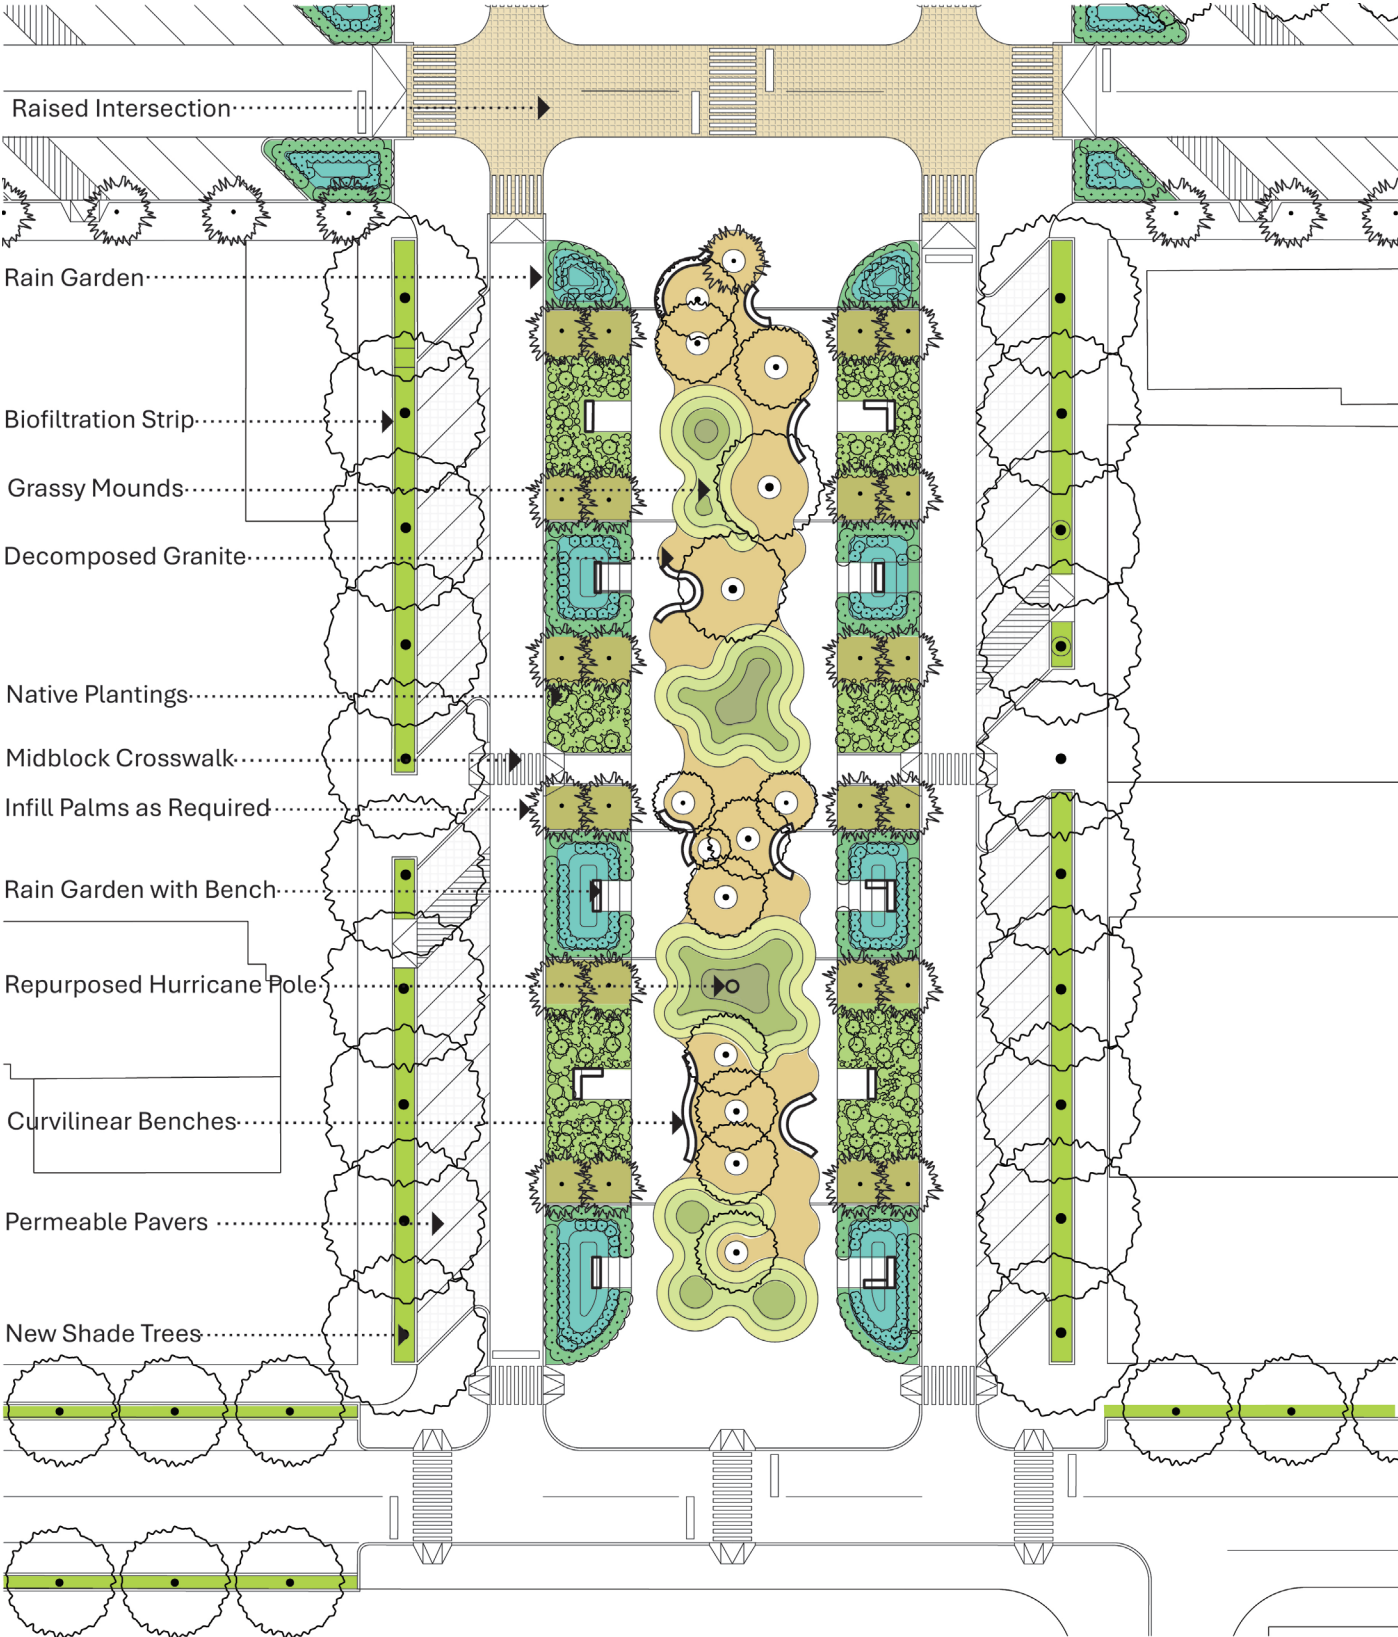 Raised Intersection
Rain Garden
Biofiltration Strip
Grassy Mounds
Decomposed Granite
Native Plantings
Midblock Crosswalk
Infill Palms as Required
Rain Garden with Bench
Repurposed Hurricane Pole
Curvilinear Benches
Permeable Pavers
New Shade Trees